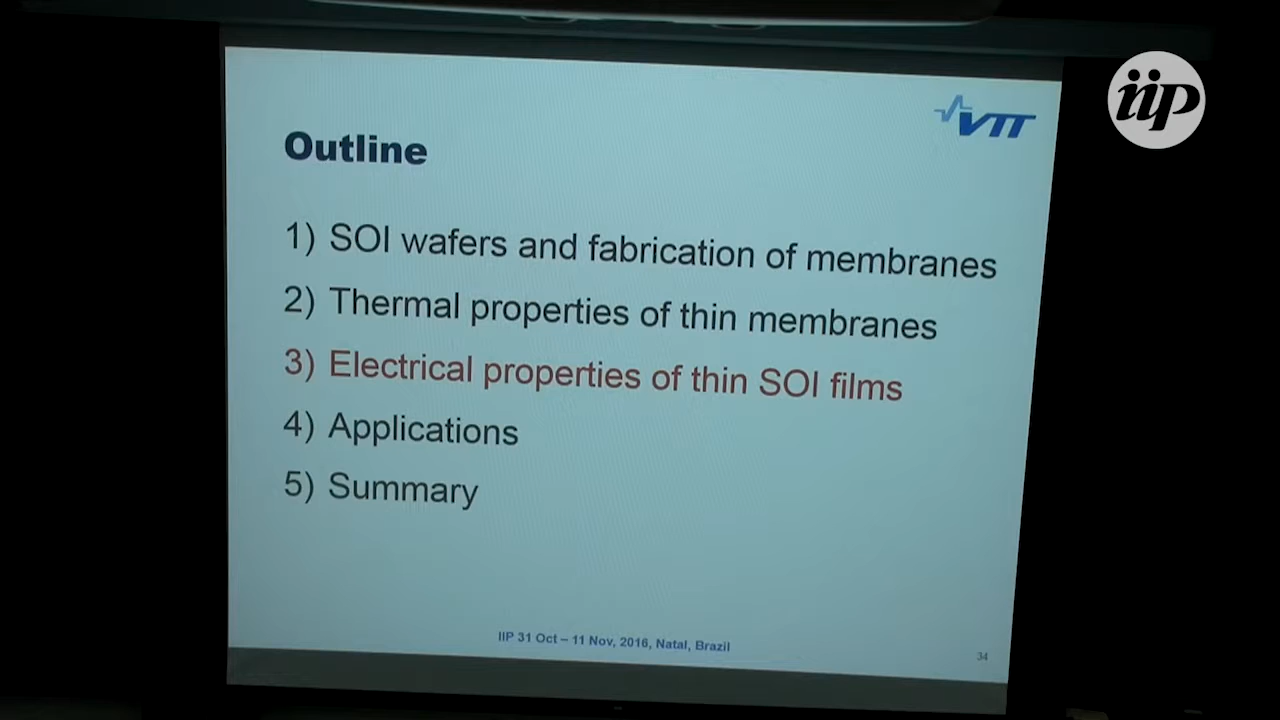 iip
VTT
Outline
1) SOI wafers and fabrication of membranes
2) Thermal properties of thin membranes
3) Electrical properties of thin SOI films
4) Applications
5) Summary
IIP 31 Oct – 11 Nov, 2016, Natal, Brazil
34